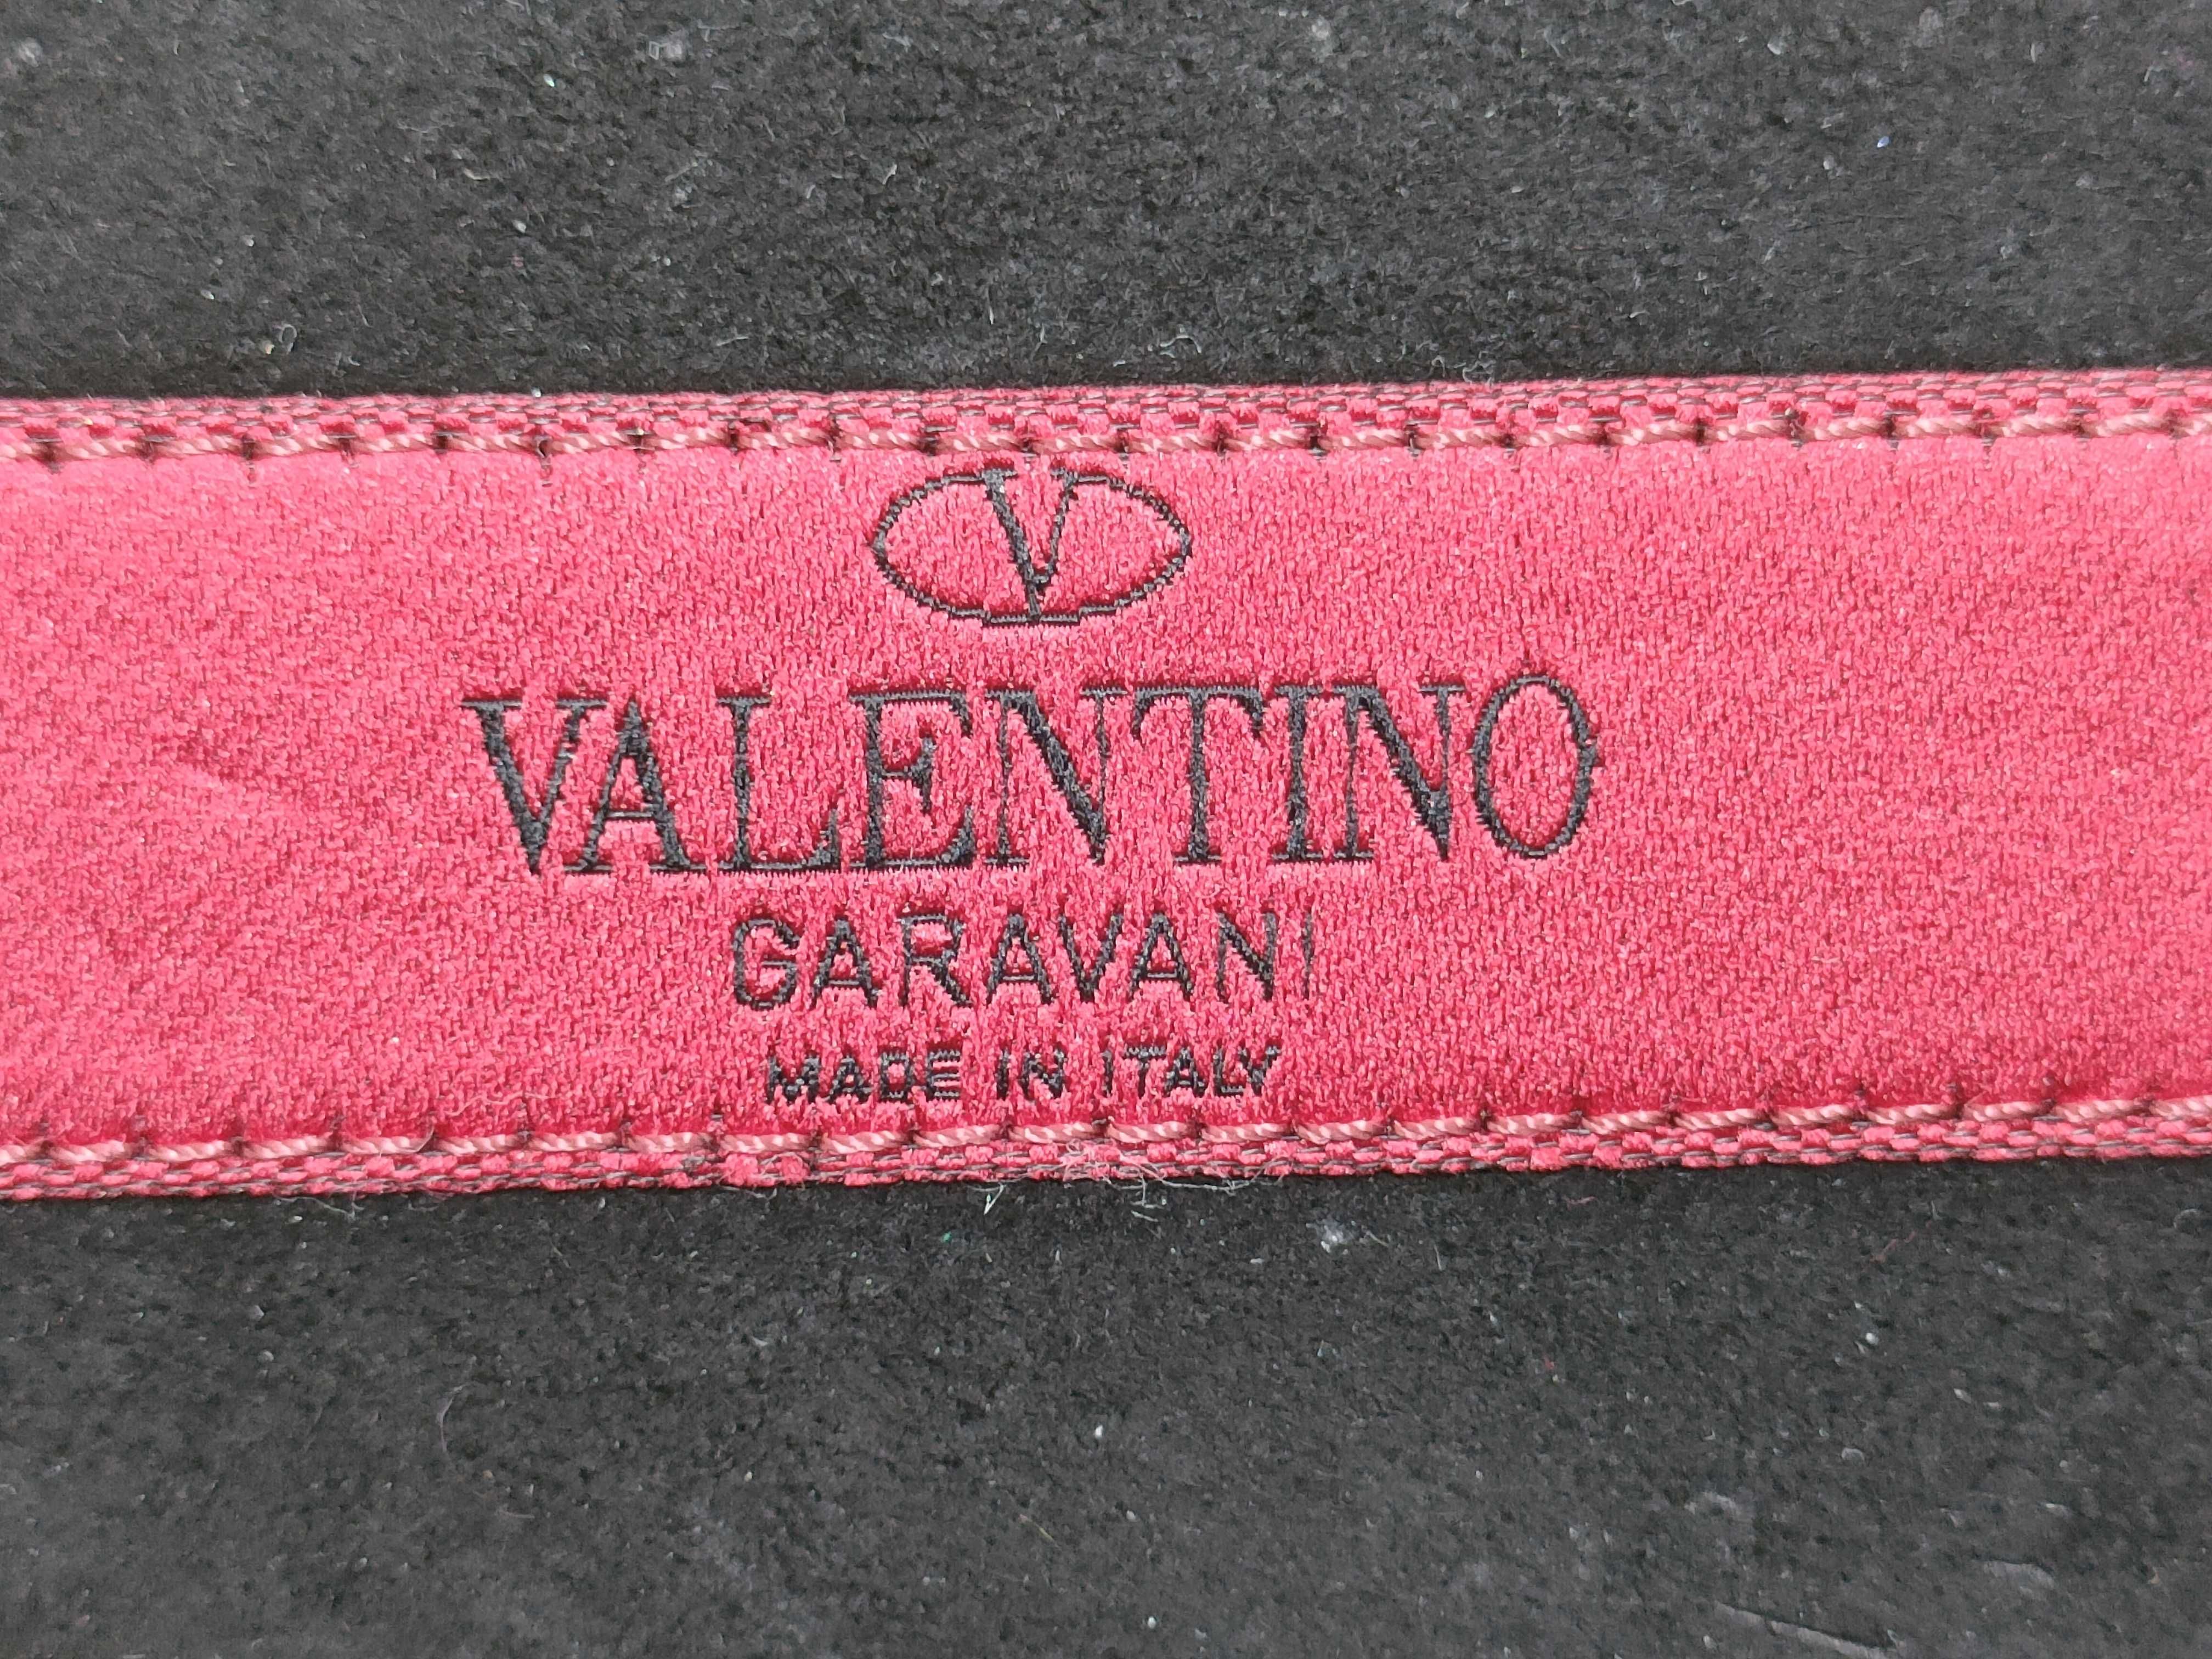 V
VALENTINO
GARAVANI
MADE IN ITALY